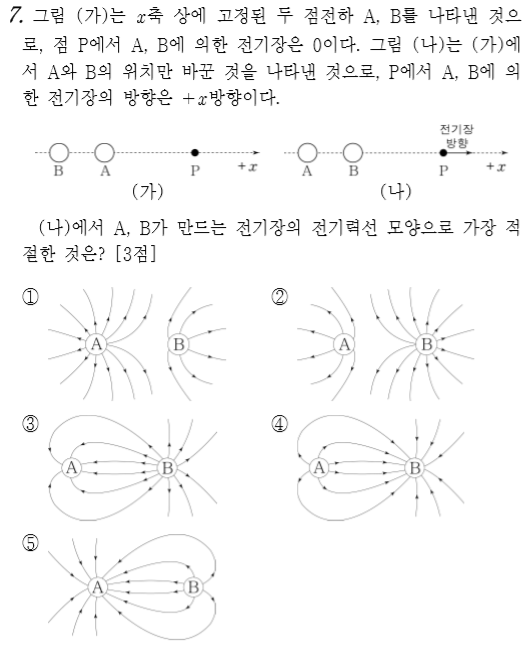 7. 그림 (가)는 x축 상에 고정된 두 점전하 A, B를 나타낸 것으
로, 점 P에서 A, B에 의한 전기장은 0이다. 그림 (나)는 (가)에
서 A와 B의 위치만 바꾼 것을 나타낸 것으로, P에서 A, B에 의
한 전기장의 방향은 +x방향이다.
B A P +x
(가)
전기장
방향
A B P +x
(나)
(나)에서 A, B가 만드는 전기장의 전기력선 모양으로 가장 적
절한 것은? [3점]
① A B
② A B
③ A B
④ A B
⑤ A B